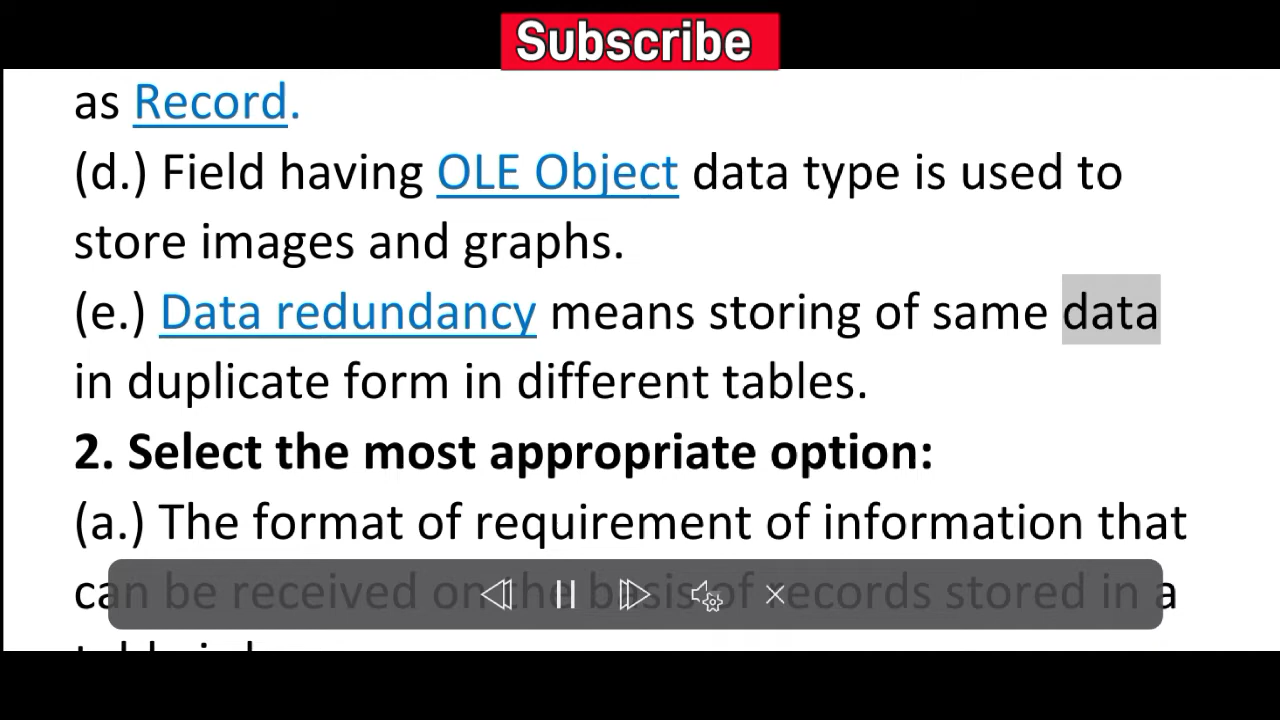 Subscribe
as Record.
(d.) Field having OLE Object data type is used to
store images and graphs.
(e.) Data redundancy means storing of same data
in duplicate form in different tables.
2. Select the most appropriate option:
(a.) The format of requirement of information that
can be received on the basis of records stored in a